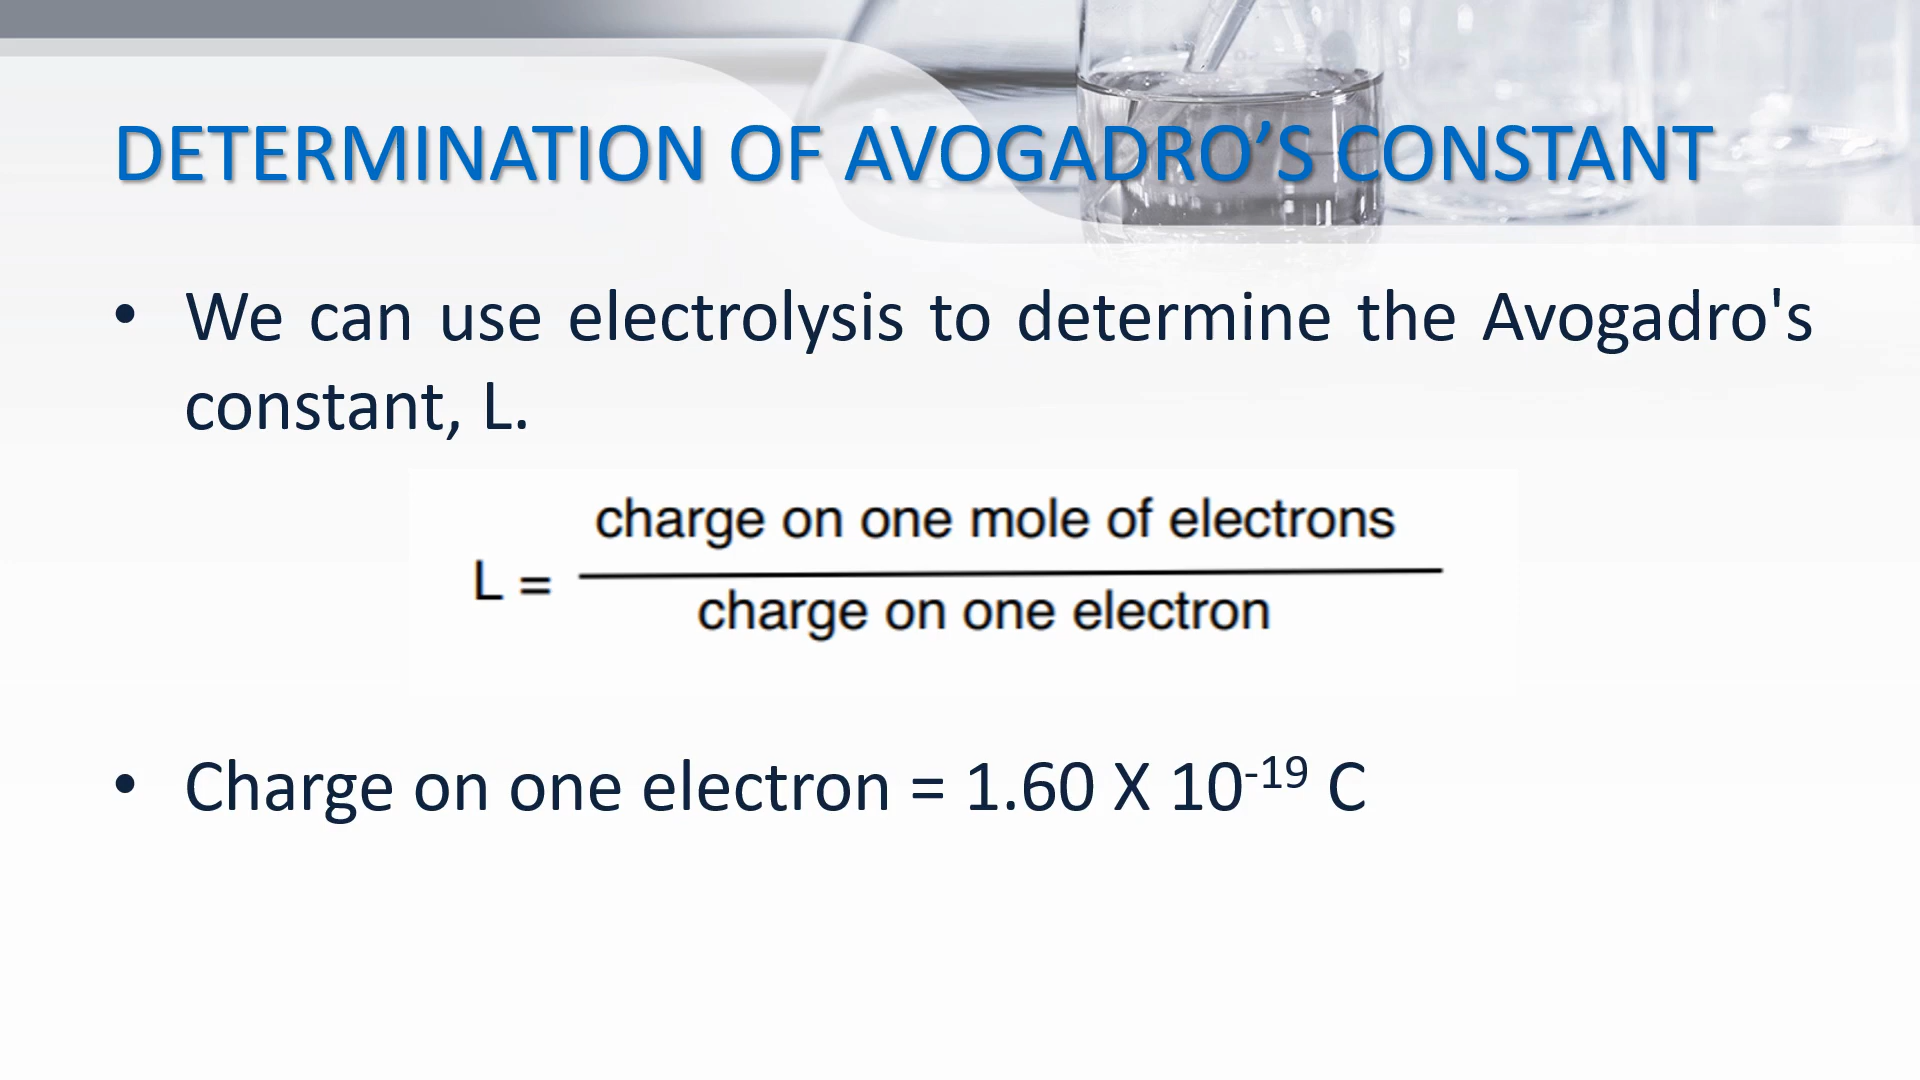 DETERMINATION OF AVOGADRO’S CONSTANT
• We can use electrolysis to determine the Avogadro's
constant, L.
charge on one mole of electrons
L =
charge on one electron
• Charge on one electron = 1.60 X 10⁻¹⁹ C